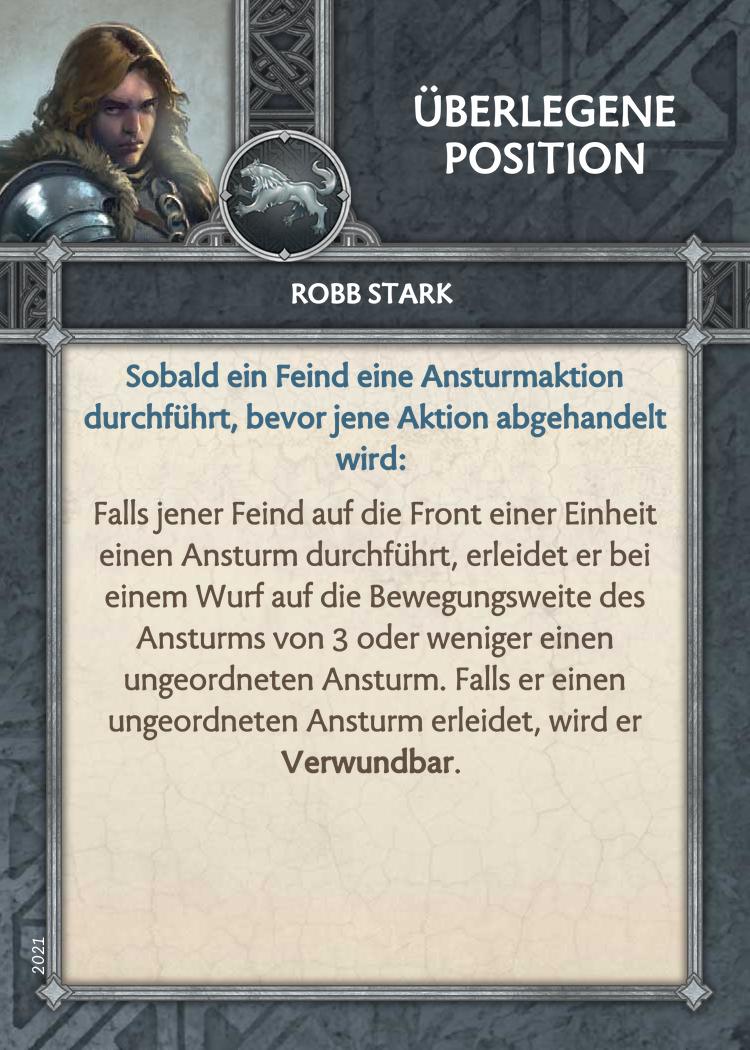 ÜBERLEGENE
POSITION
ROBB STARK
Sobald ein Feind eine Ansturmaktion
durchführt, bevor jene Aktion abgehandelt
wird:
Falls jener Feind auf die Front einer Einheit
einen Ansturm durchführt, erleidet er bei
einem Wurf auf die Bewegungsweite des
Ansturms von 3 oder weniger einen
ungeordneten Ansturm. Falls er einen
ungeordneten Ansturm erleidet, wird er
Verwundbar.
2021